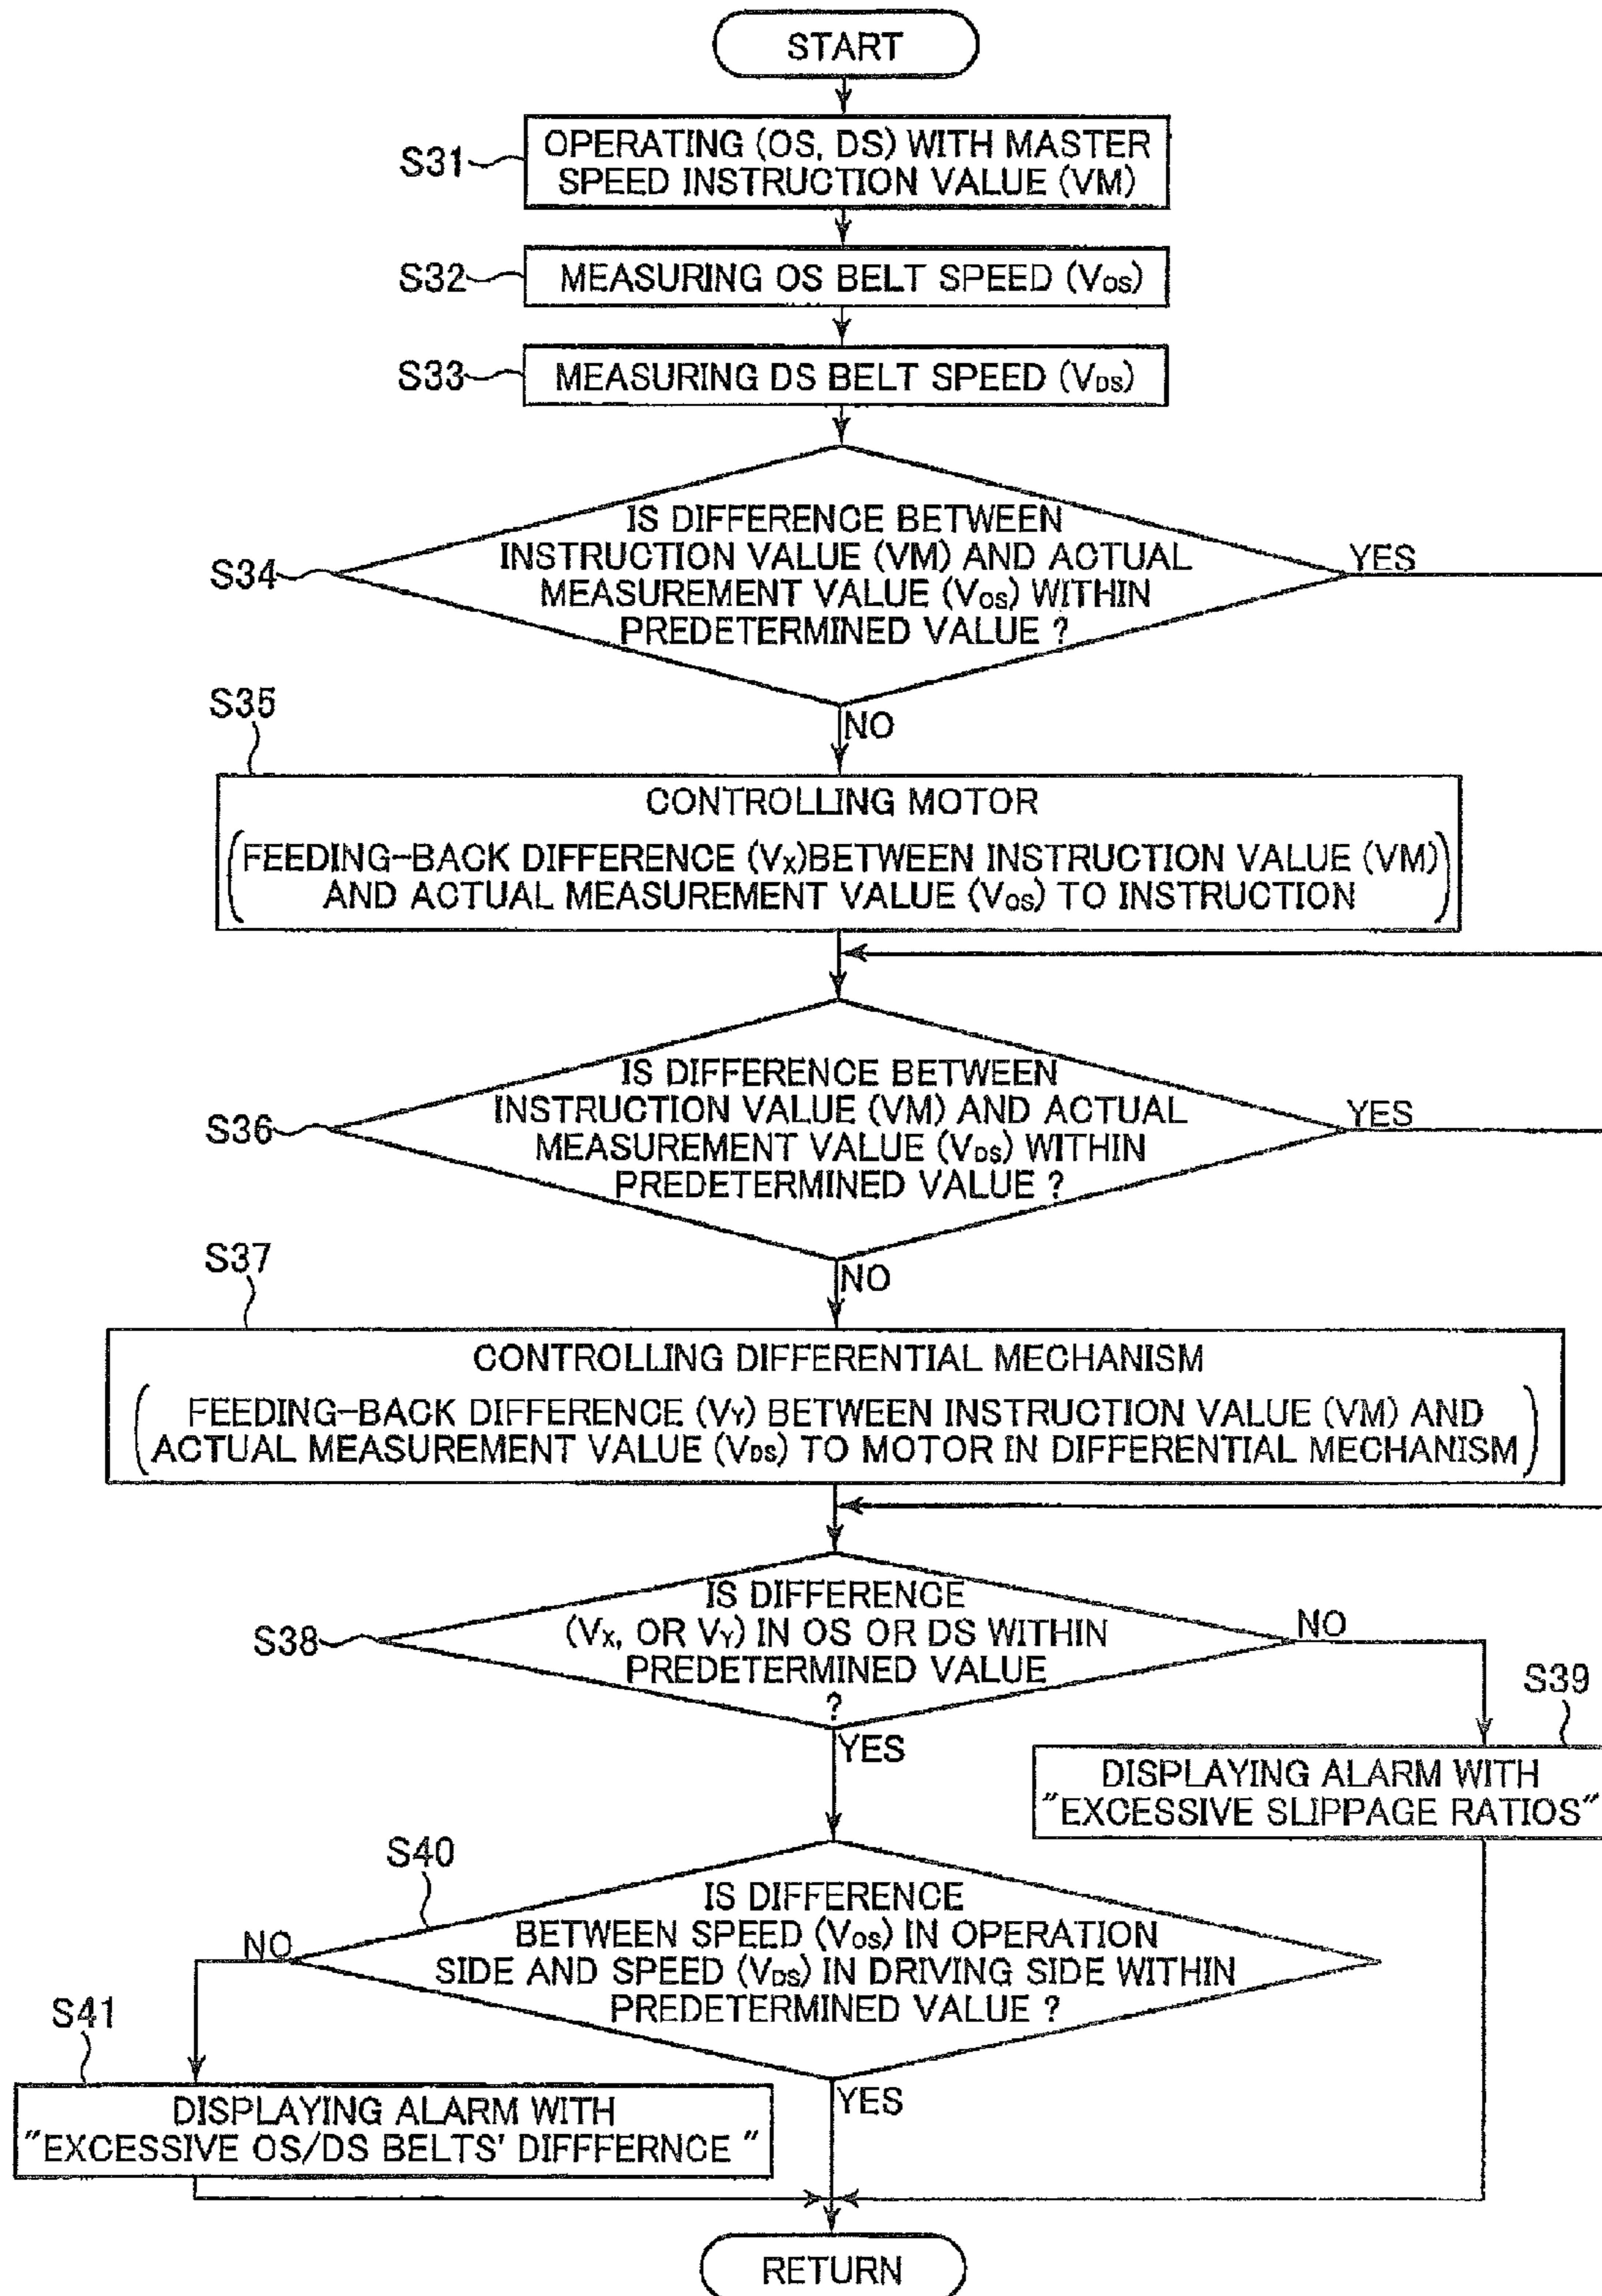 START
S31
OPERATING (OS, DS) WITH MASTER
SPEED INSTRUCTION VALUE (VM)
S32
MEASURING OS BELT SPEED (VOS)
S33
MEASURING DS BELT SPEED (VDS)
S34
IS DIFFERENCE BETWEEN
INSTRUCTION VALUE (VM) AND ACTUAL
MEASUREMENT VALUE (VOS) WITHIN
PREDETERMINED VALUE ?
YES
NO
S35
CONTROLLING MOTOR
(FEEDING-BACK DIFFERENCE (VX)BETWEEN INSTRUCTION VALUE (VM)
AND ACTUAL MEASUREMENT VALUE (VOS) TO INSTRUCTION)
S36
IS DIFFERENCE BETWEEN
INSTRUCTION VALUE (VM) AND ACTUAL
MEASUREMENT VALUE (VDS) WITHIN
PREDETERMINED VALUE ?
YES
NO
S37
CONTROLLING DIFFERENTIAL MECHANISM
(FEEDING-BACK DIFFERENCE (VY) BETWEEN INSTRUCTION VALUE (VM) AND
ACTUAL MEASUREMENT VALUE (VDS) TO MOTOR IN DIFFERENTIAL MECHANISM)
S38
IS DIFFERENCE
(VX, OR VY) IN OS OR DS WITHIN
PREDETERMINED VALUE
?
NO
YES
S39
DISPLAYING ALARM WITH
"EXCESSIVE SLIPPAGE RATIOS"
S40
IS DIFFERENCE
BETWEEN SPEED (VOS) IN OPERATION
SIDE AND SPEED (VDS) IN DRIVING SIDE WITHIN
PREDETERMINED VALUE ?
NO
YES
S41
DISPLAYING ALARM WITH
"EXCESSIVE OS/DS BELTS' DIFFFERNCE "
RETURN